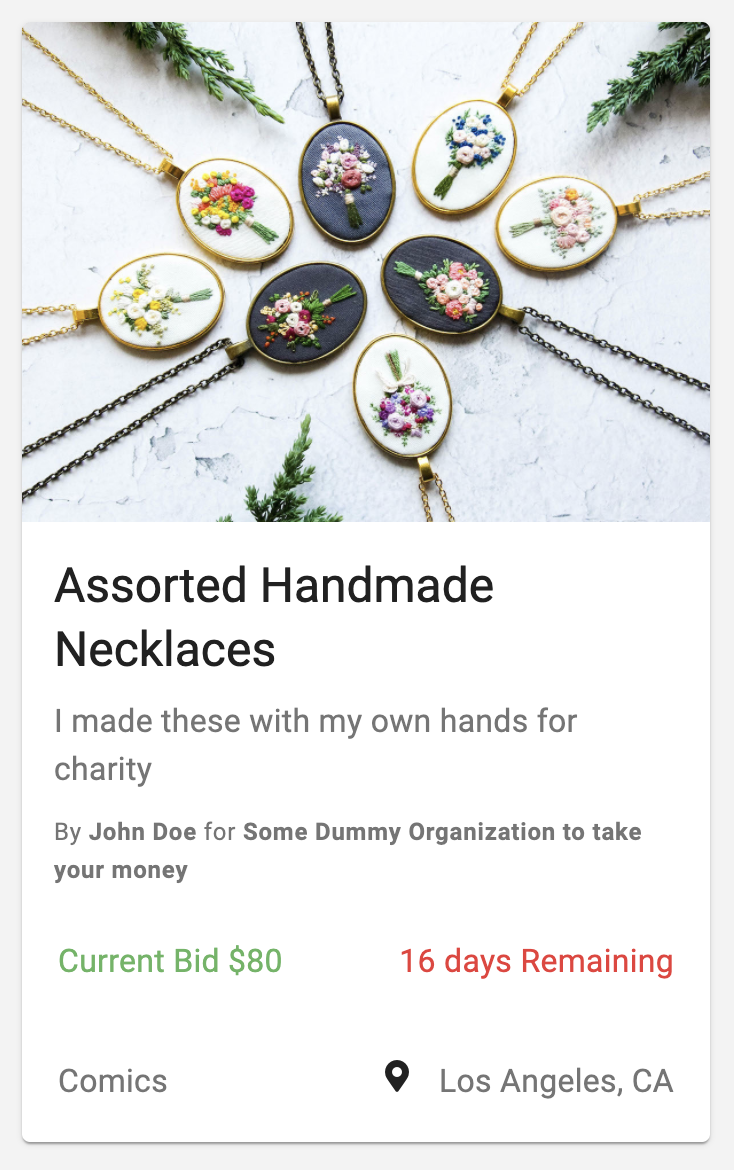 Assorted Handmade
Necklaces
I made these with my own hands for
charity
By John Doe for Some Dummy Organization to take
your money
Current Bid $80 16 days Remaining
Comics Los Angeles, CA